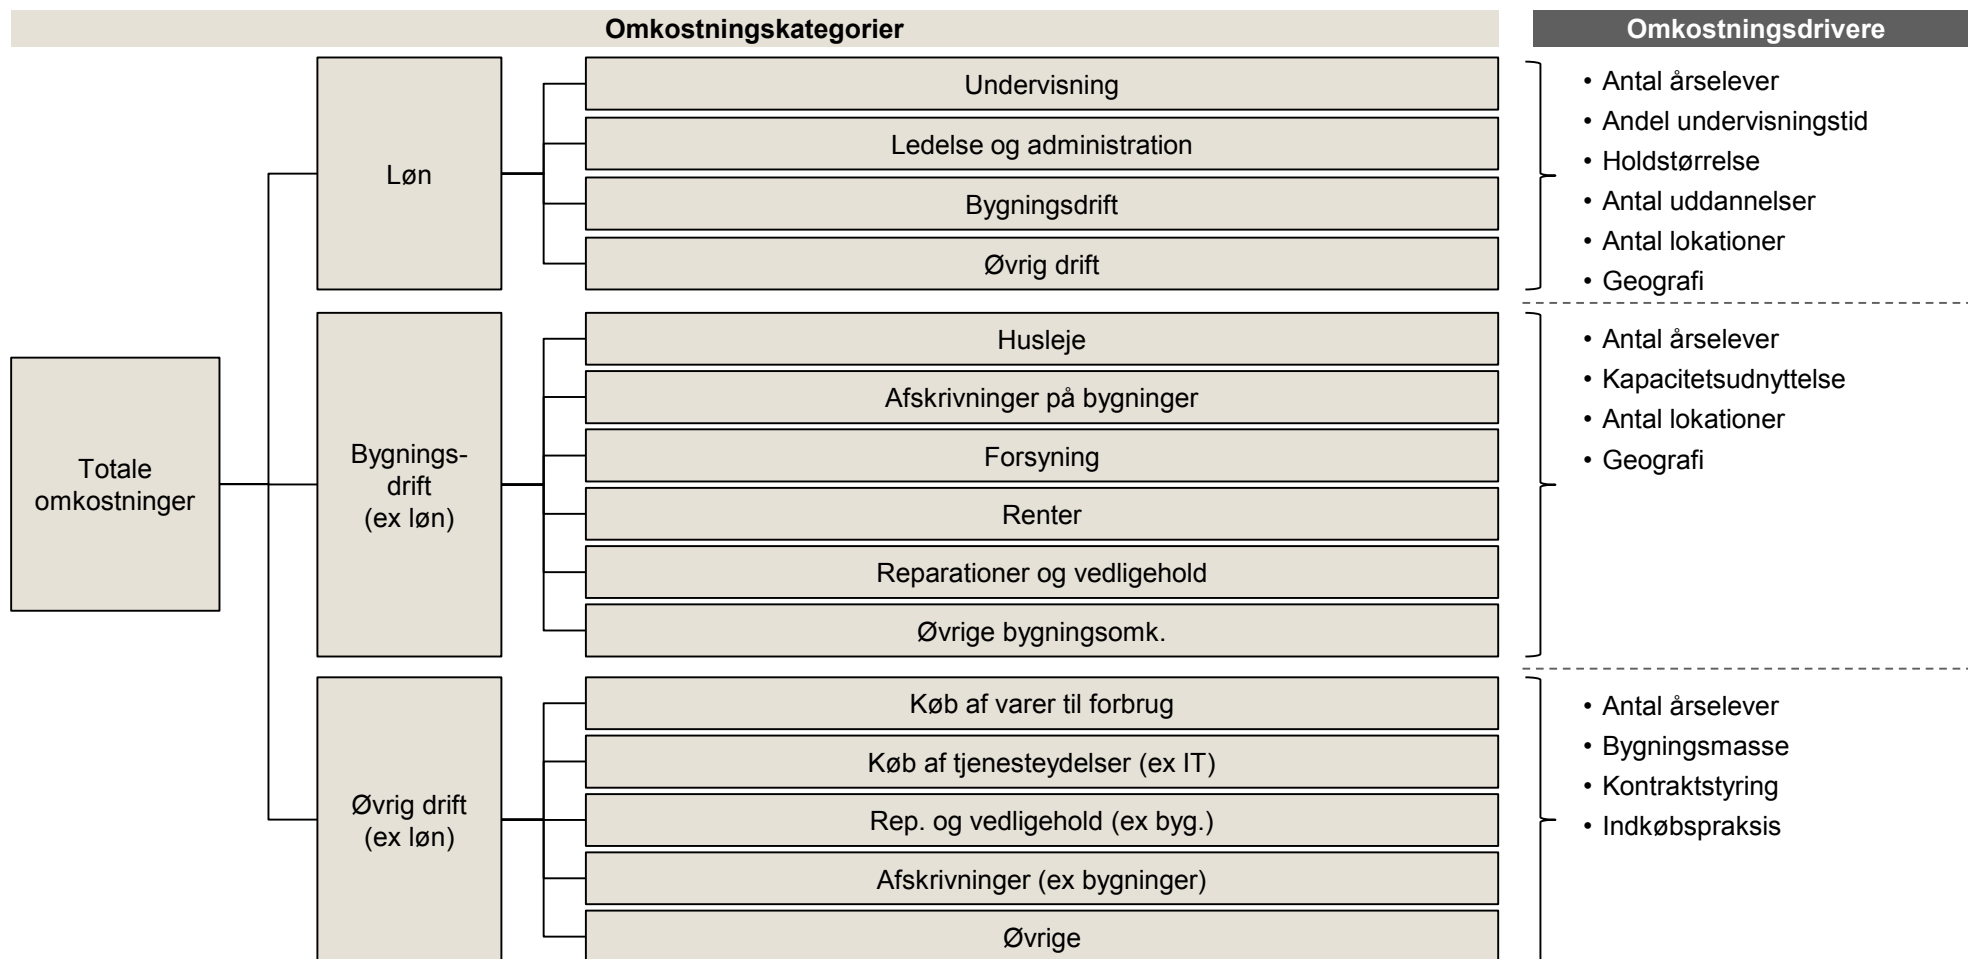 Omkostningskategorier
Omkostningsdrivere
Totale
omkostninger
Løn
Undervisning
Ledelse og administration
Bygningsdrift
Øvrig drift
• Antal årselever
• Andel undervisningstid
• Holdstørrelse
• Antal uddannelser
• Antal lokationer
• Geografi
Bygnings-
drift
(ex løn)
Husleje
Afskrivninger på bygninger
Forsyning
Renter
Reparationer og vedligehold
Øvrige bygningsomk.
• Antal årselever
• Kapacitetsudnyttelse
• Antal lokationer
• Geografi
Øvrig drift
(ex løn)
Køb af varer til forbrug
Køb af tjenesteydelser (ex IT)
Rep. og vedligehold (ex byg.)
Afskrivninger (ex bygninger)
Øvrige
• Antal årselever
• Bygningsmasse
• Kontraktstyring
• Indkøbspraksis